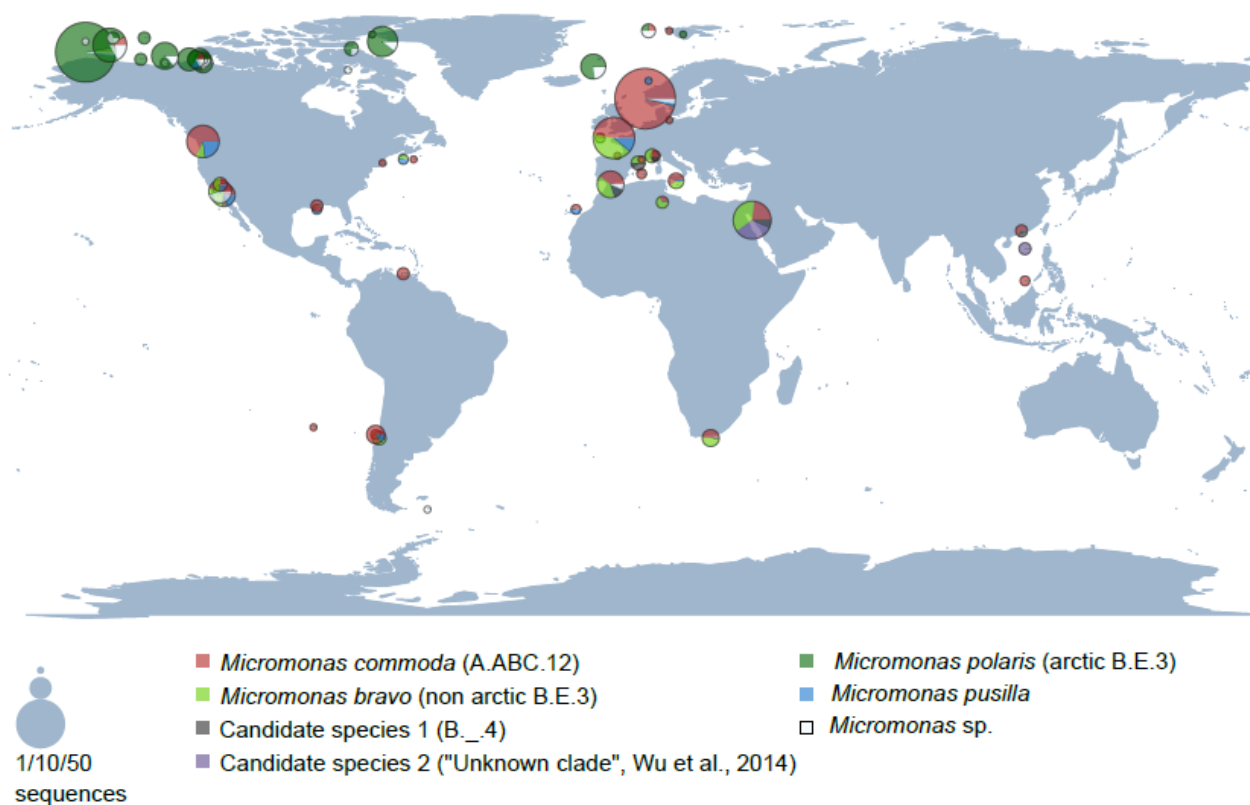 Micromonas commoda (A.ABC.12)
Micromonas bravo (non arctic B.E.3)
Candidate species 1 (B._.4)
Candidate species 2 ("Unknown clade", Wu et al., 2014)
Micromonas polaris (arctic B.E.3)
Micromonas pusilla
Micromonas sp.
1/10/50
sequences